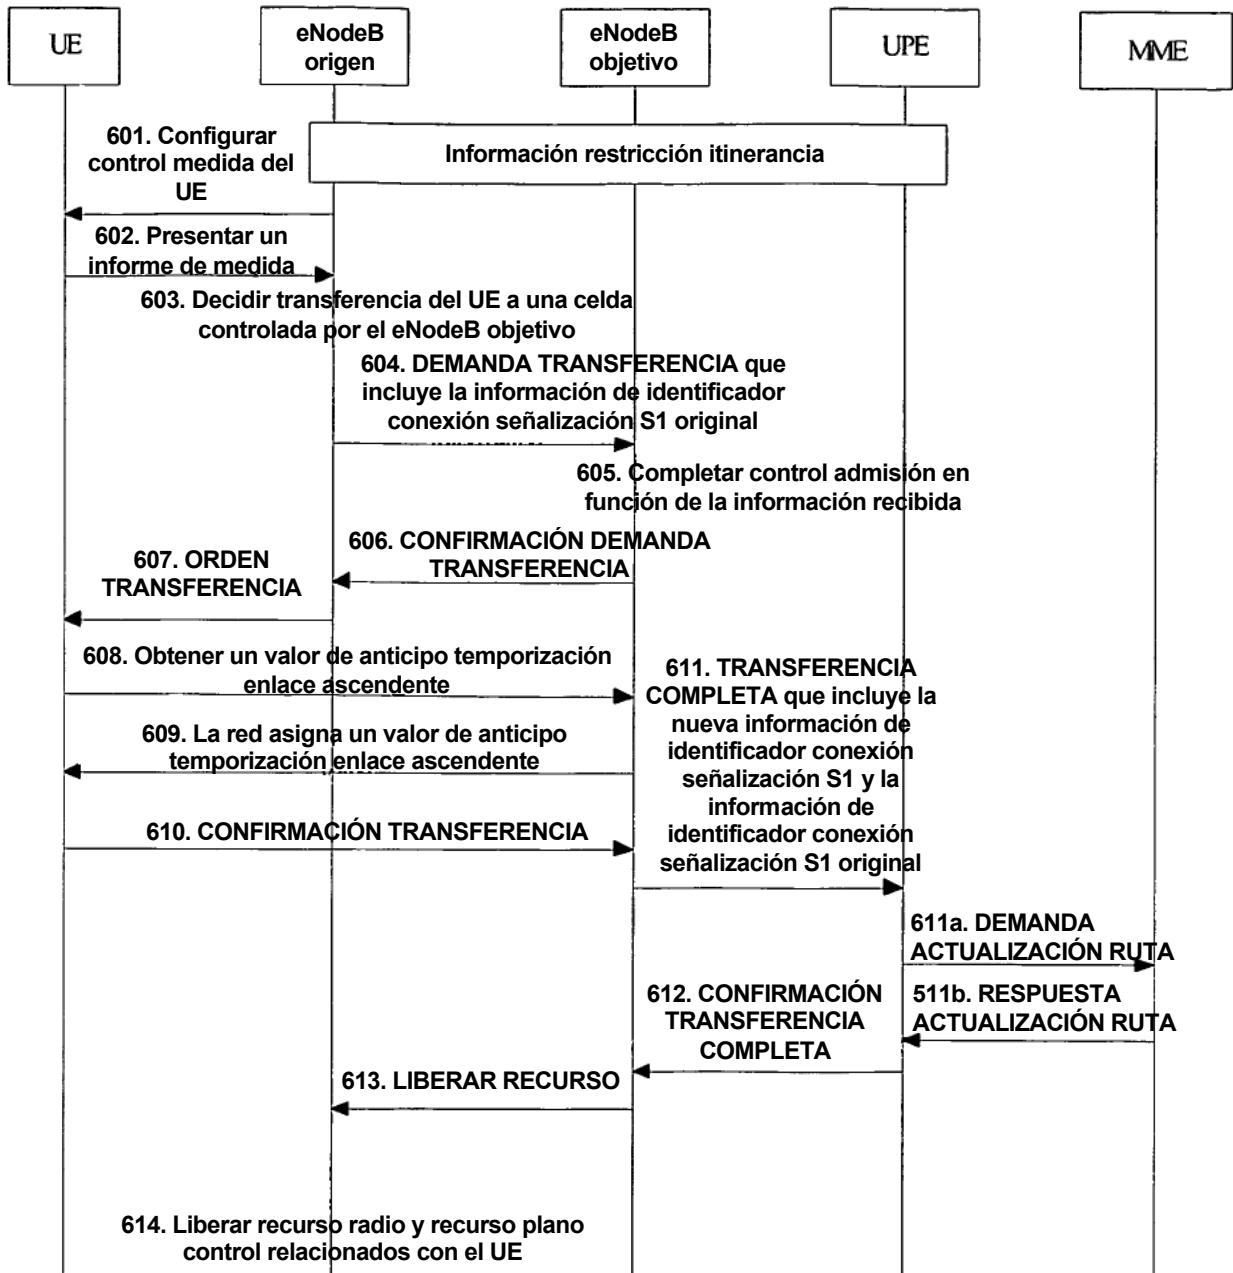 UE
eNodeB
origen
eNodeB
objetivo
UPE
MME
Información restricción itinerancia
601. Configurar
control medida del
UE
602. Presentar un
informe de medida
603. Decidir transferencia del UE a una celda
controlada por el eNodeB objetivo
604. DEMANDA TRANSFERENCIA que
incluye la información de identificador
conexión señalización S1 original
605. Completar control admisión en
función de la información recibida
606. CONFIRMACIÓN DEMANDA
TRANSFERENCIA
607. ORDEN
TRANSFERENCIA
608. Obtener un valor de anticipo temporización
enlace ascendente
609. La red asigna un valor de anticipo
temporización enlace ascendente
610. CONFIRMACIÓN TRANSFERENCIA
611. TRANSFERENCIA
COMPLETA que incluye la
nueva información de
identificador conexión
señalización S1 y la
información de
identificador conexión
señalización S1 original
611a. DEMANDA
ACTUALIZACIÓN RUTA
511b. RESPUESTA
ACTUALIZACIÓN RUTA
612. CONFIRMACIÓN
TRANSFERENCIA
COMPLETA
613. LIBERAR RECURSO
614. Liberar recurso radio y recurso plano
control relacionados con el UE